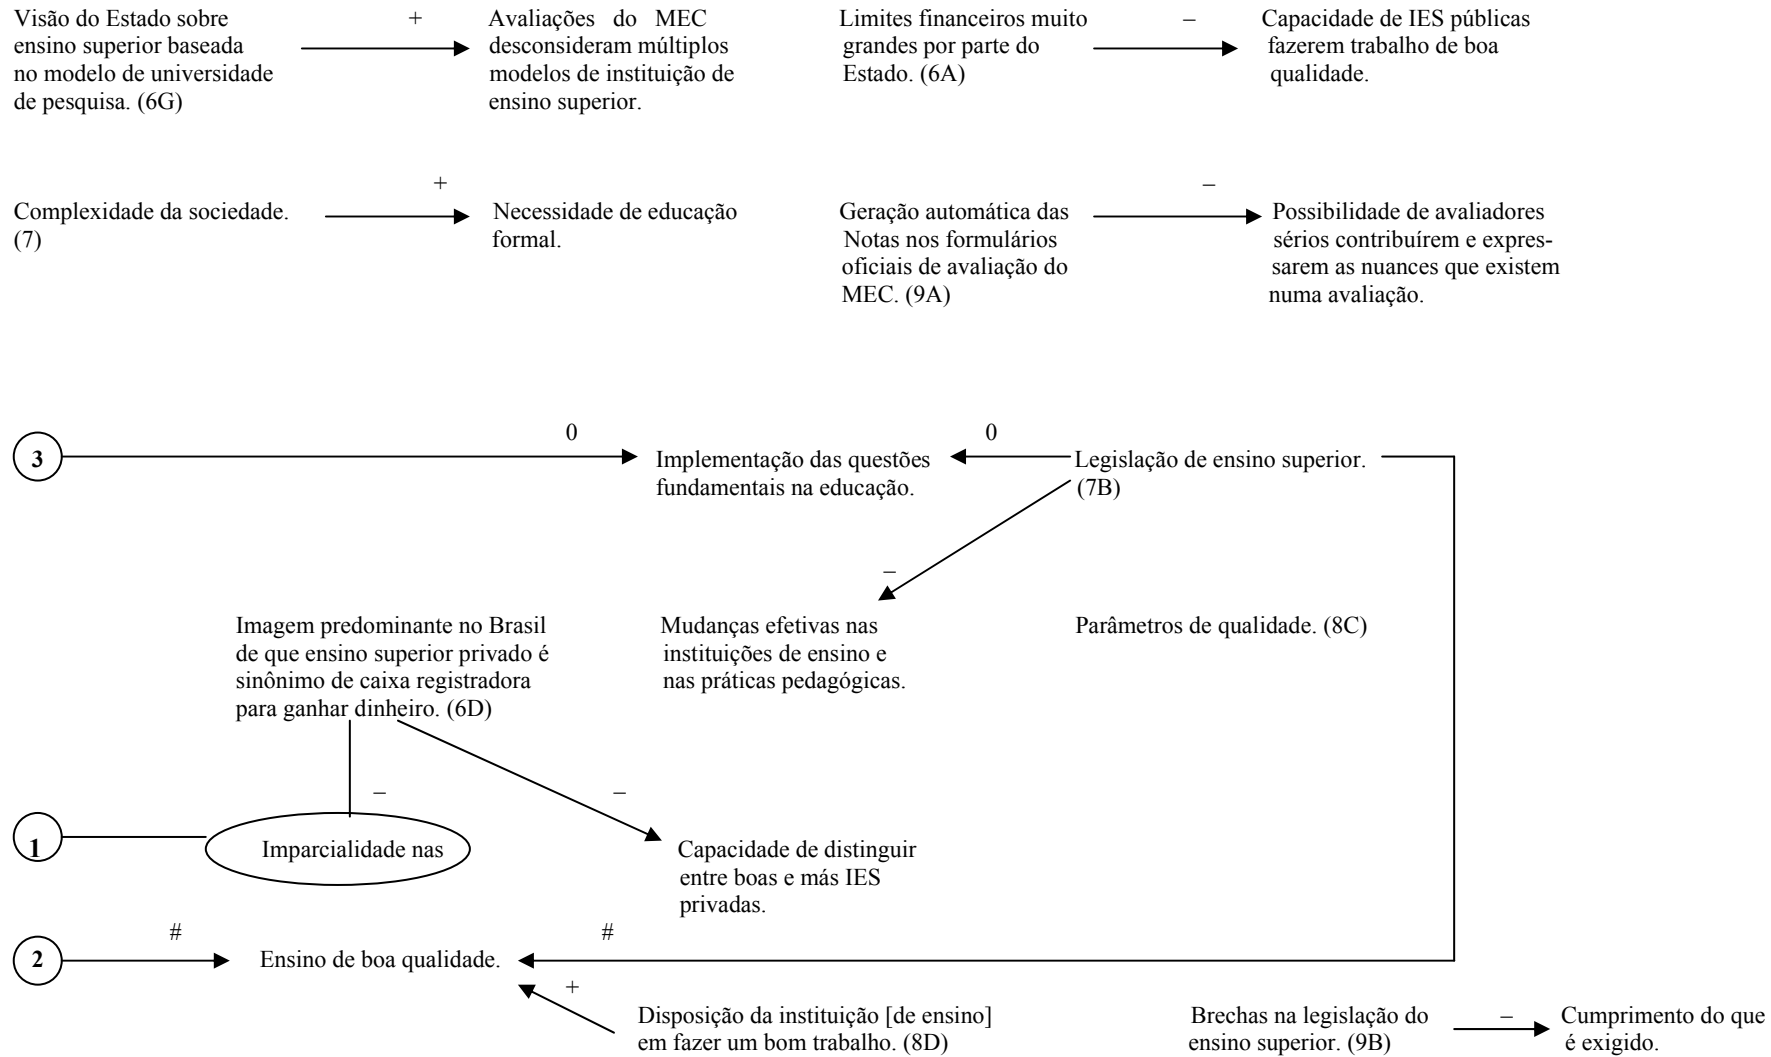 Visão do Estado sobre
ensino superior baseada
no modelo de universidade
de pesquisa. (6G)
+
Avaliações do MEC
desconsideram múltiplos
modelos de instituição de
ensino superior.
Limites financeiros muito
grandes por parte do
Estado. (6A)
–
Capacidade de IES públicas
fazerem trabalho de boa
qualidade.
Complexidade da sociedade.
(7)
+
Necessidade de educação
formal.
Geração automática das
Notas nos formulários
oficiais de avaliação do
MEC. (9A)
–
Possibilidade de avaliadores
sérios contribuírem e expres-
sarem as nuances que existem
numa avaliação.
3
0
Implementação das questões
fundamentais na educação.
0
Legislação de ensino superior.
(7B)
–
Imagem predominante no Brasil
de que ensino superior privado é
sinônimo de caixa registradora
para ganhar dinheiro. (6D)
Mudanças efetivas nas
instituições de ensino e
nas práticas pedagógicas.
Parâmetros de qualidade. (8C)
–
–
1
Imparcialidade nas
Capacidade de distinguir
entre boas e más IES
privadas.
2
#
Ensino de boa qualidade.
#
+
Disposição da instituição [de ensino]
em fazer um bom trabalho. (8D)
Brechas na legislação do
ensino superior. (9B)
–
Cumprimento do que
é exigido.